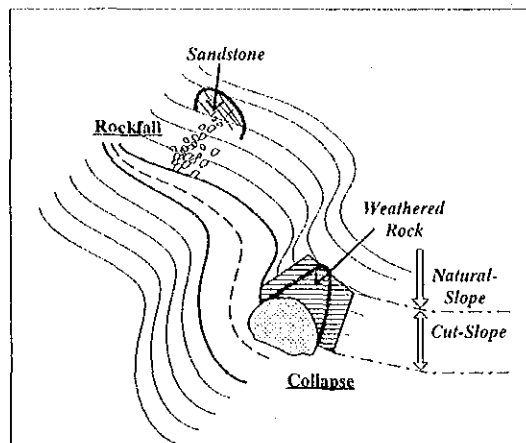 Sandstone
Rockfall
Weathered
Rock
Natural-
Slope
Cut-Slope
Collapse